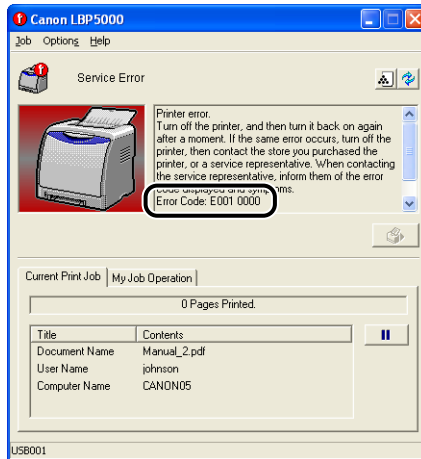 Canon LBP5000
Job Options Help
Service Error
Printer error.
Turn off the printer, and then turn it back on again
after a moment. If the same error occurs, turn off the
printer, then contact the store you purchased the
printer, or a service representative. When contacting
the service representative, inform them of the error
code displayed and symptoms.
Error Code: E001 0000
Current Print Job My Job Operation
0 Pages Printed.
Title Contents
Document Name Manual_2.pdf
User Name johnson
Computer Name CANON05
USB001